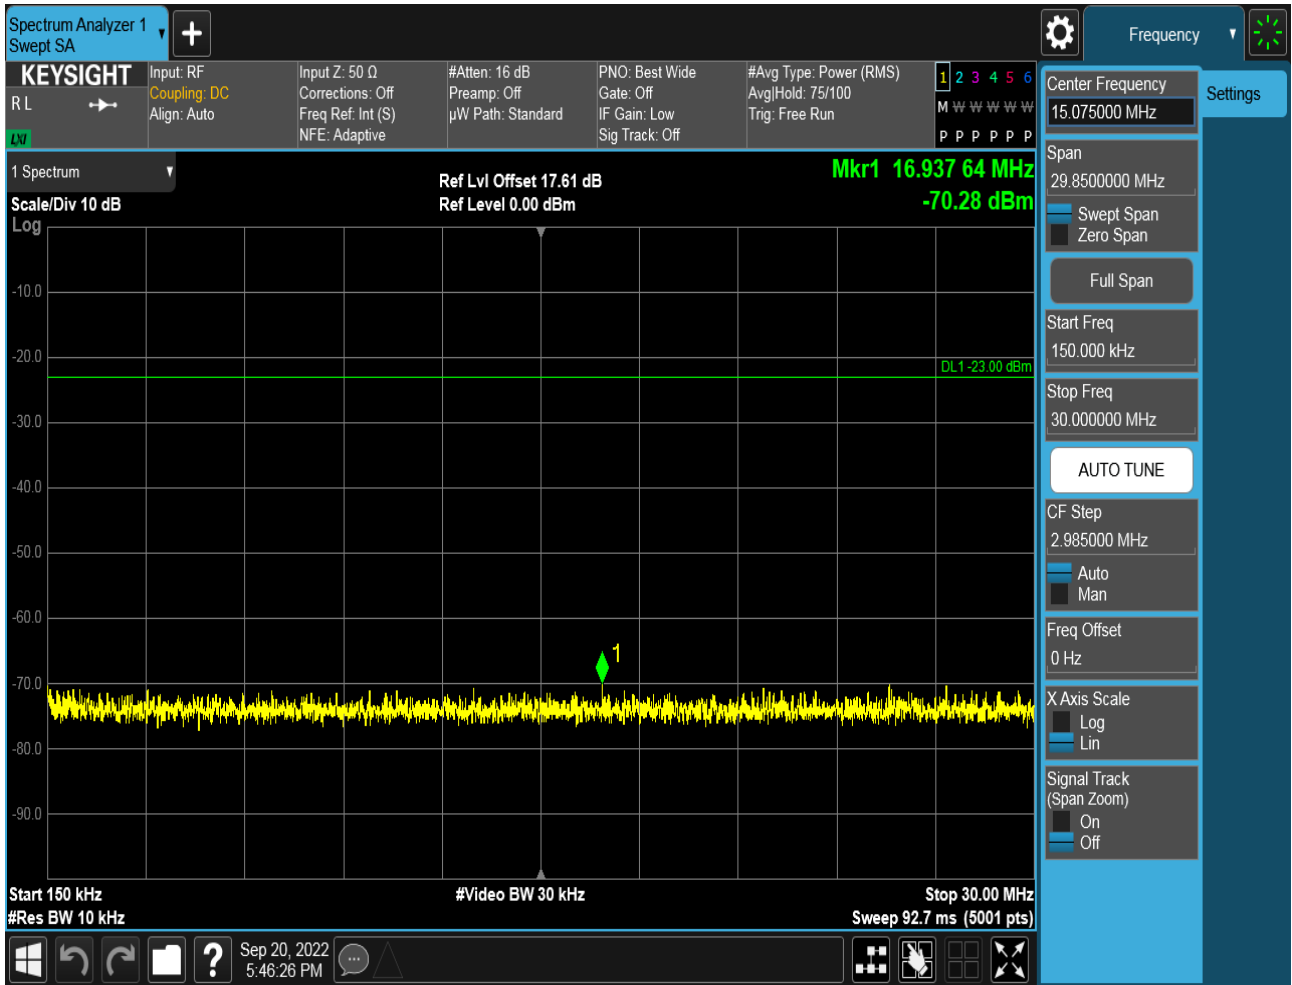 Spectrum Analyzer 1
Swept SA
Frequency
KEYSIGHT
R L
LXI
Input: RF
Coupling: DC
Align: Auto
Input Z: 50 Ω
Corrections: Off
Freq Ref: Int (S)
NFE: Adaptive
#Atten: 16 dB
Preamp: Off
µW Path: Standard
PNO: Best Wide
Gate: Off
IF Gain: Low
Sig Track: Off
#Avg Type: Power (RMS)
Avg|Hold: 75/100
Trig: Free Run
1 2 3 4 5 6
M W W W W W
P P P P P P
1 Spectrum
Scale/Div 10 dB
Log
Ref Lvl Offset 17.61 dB
Ref Level 0.00 dBm
Mkr1 16.937 64 MHz
-70.28 dBm
-10.0
-20.0
DL1 -23.00 dBm
-30.0
-40.0
-50.0
-60.0
1
-70.0
-80.0
-90.0
Start 150 kHz
#Video BW 30 kHz
Stop 30.00 MHz
#Res BW 10 kHz
Sweep 92.7 ms (5001 pts)
Sep 20, 2022
5:46:26 PM
?
Center Frequency
15.075000 MHz
Settings
Span
29.8500000 MHz
Swept Span
Zero Span
Full Span
Start Freq
150.000 kHz
Stop Freq
30.000000 MHz
AUTO TUNE
CF Step
2.985000 MHz
Auto
Man
Freq Offset
0 Hz
X Axis Scale
Log
Lin
Signal Track
(Span Zoom)
On
Off